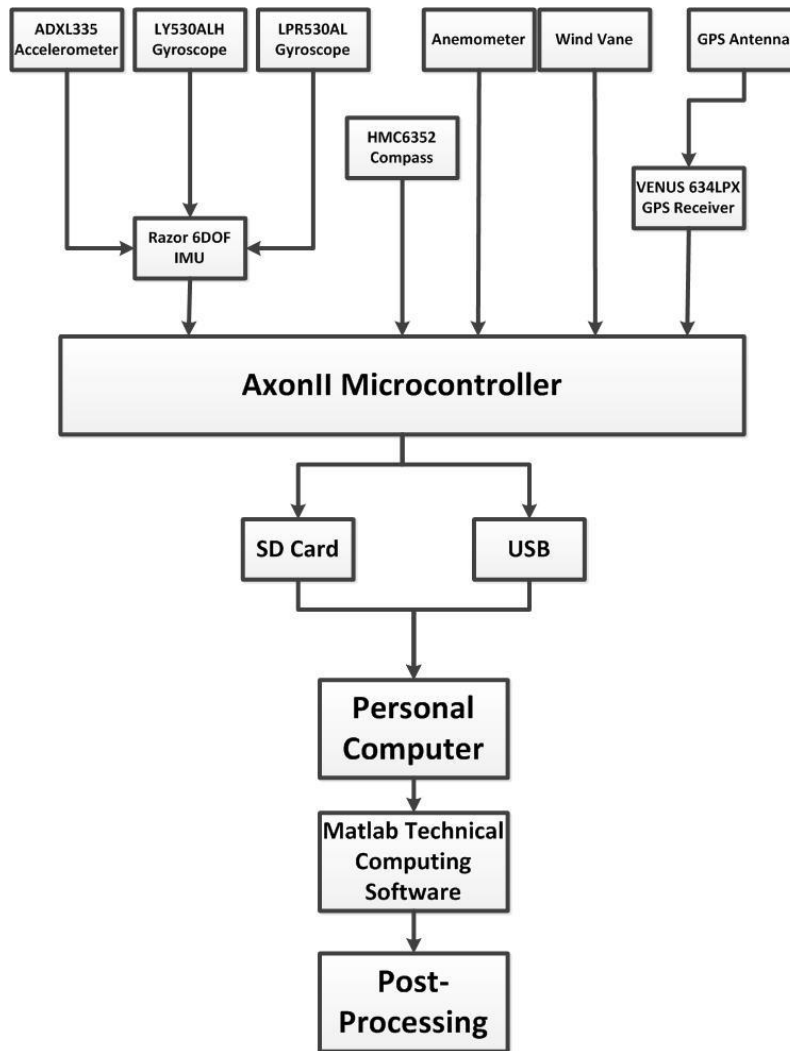 ADXL335
Accelerometer
LY530ALH
Gyroscope
LPR530AL
Gyroscope
Anemometer
Wind Vane
GPS Antenna
HMC6352
Compass
VENUS 634LPX
GPS Receiver
Razor 6DOF
IMU
AxonII Microcontroller
SD Card
USB
Personal
Computer
Matlab Technical
Computing
Software
Post-
Processing